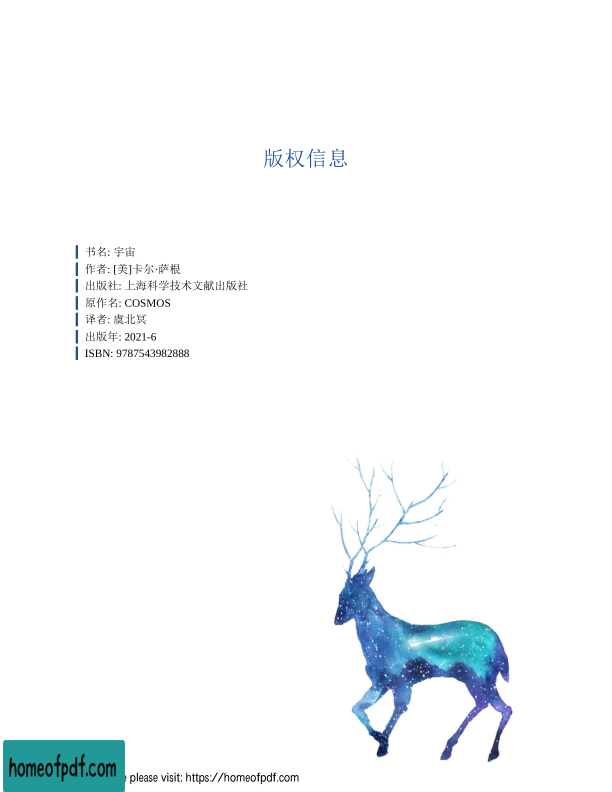 版权信息
书名: 宇宙
作者: [美]卡尔·萨根
出版社: 上海科学技术文献出版社
原作名: COSMOS
译者: 虞北冥
出版年: 2021-6
ISBN: 9787543982888
homeofpdf.com
please visit: https://homeofpdf.com